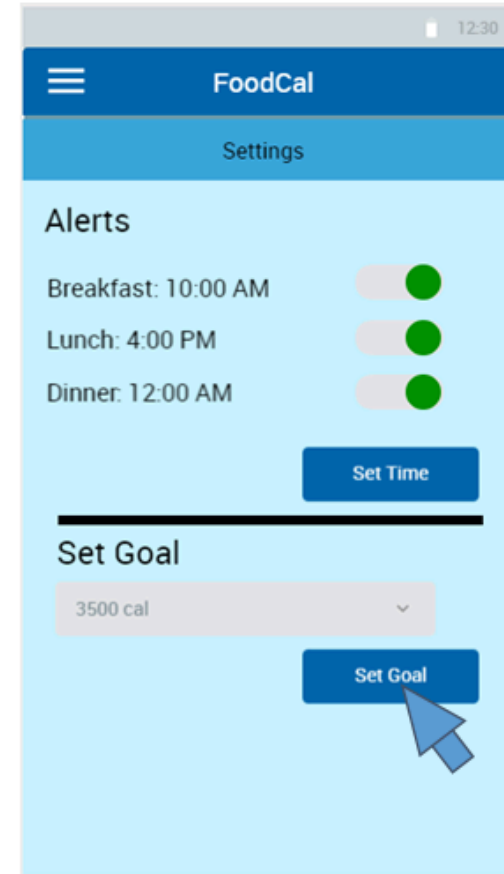 12:30
FoodCal
Settings
Alerts
Breakfast: 10:00 AM
Lunch: 4:00 PM
Dinner: 12:00 AM
Set Time
Set Goal
3500 cal
Set Goal